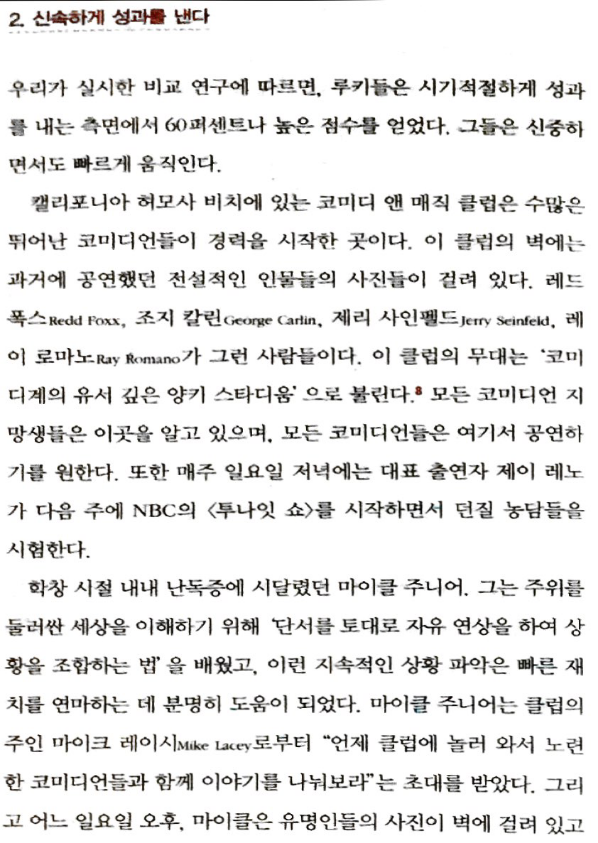 2. 신속하게 성과를 낸다
우리가 실시한 비교 연구에 따르면, 루키들은 시기적절하게 성과
를 내는 측면에서 60퍼센트나 높은 점수를 얻었다. 그들은 신중하
면서도 빠르게 움직인다.
캘리포니아 허모사 비치에 있는 코미디 앤 매직 클럽은 수많은
뛰어난 코미디언들이 경력을 시작한 곳이다. 이 클럽의 벽에는
과거에 공연했던 전설적인 인물들의 사진들이 걸려 있다. 레드
폭스Redd Foxx, 조지 칼린George Carlin, 제리 사인펠드Jerry Seinfeld, 레
이 로마노Ray Romano가 그런 사람들이다. 이 클럽의 무대는 ‘코미
디계의 유서 깊은 양키 스타디움’으로 불린다.8 모든 코미디언 지
망생들은 이곳을 알고 있으며, 모든 코미디언들은 여기서 공연하
기를 원한다. 또한 매주 일요일 저녁에는 대표 출연자 제이 레노
가 다음 주에 NBC의 〈투나잇 쇼〉를 시작하면서 던질 농담들을
시험한다.
학창 시절 내내 난독증에 시달렸던 마이클 주니어. 그는 주위를
둘러싼 세상을 이해하기 위해 ‘단서를 토대로 자유 연상을 하여 상
황을 조합하는 법’을 배웠고, 이런 지속적인 상황 파악은 빠른 재
치를 연마하는 데 분명히 도움이 되었다. 마이클 주니어는 클럽의
주인 마이크 레이시Mike Lacey로부터 “언제 클럽에 놀러 와서 노련
한 코미디언들과 함께 이야기를 나눠보라”는 초대를 받았다. 그리
고 어느 일요일 오후, 마이클은 유명인들의 사진이 벽에 걸려 있고